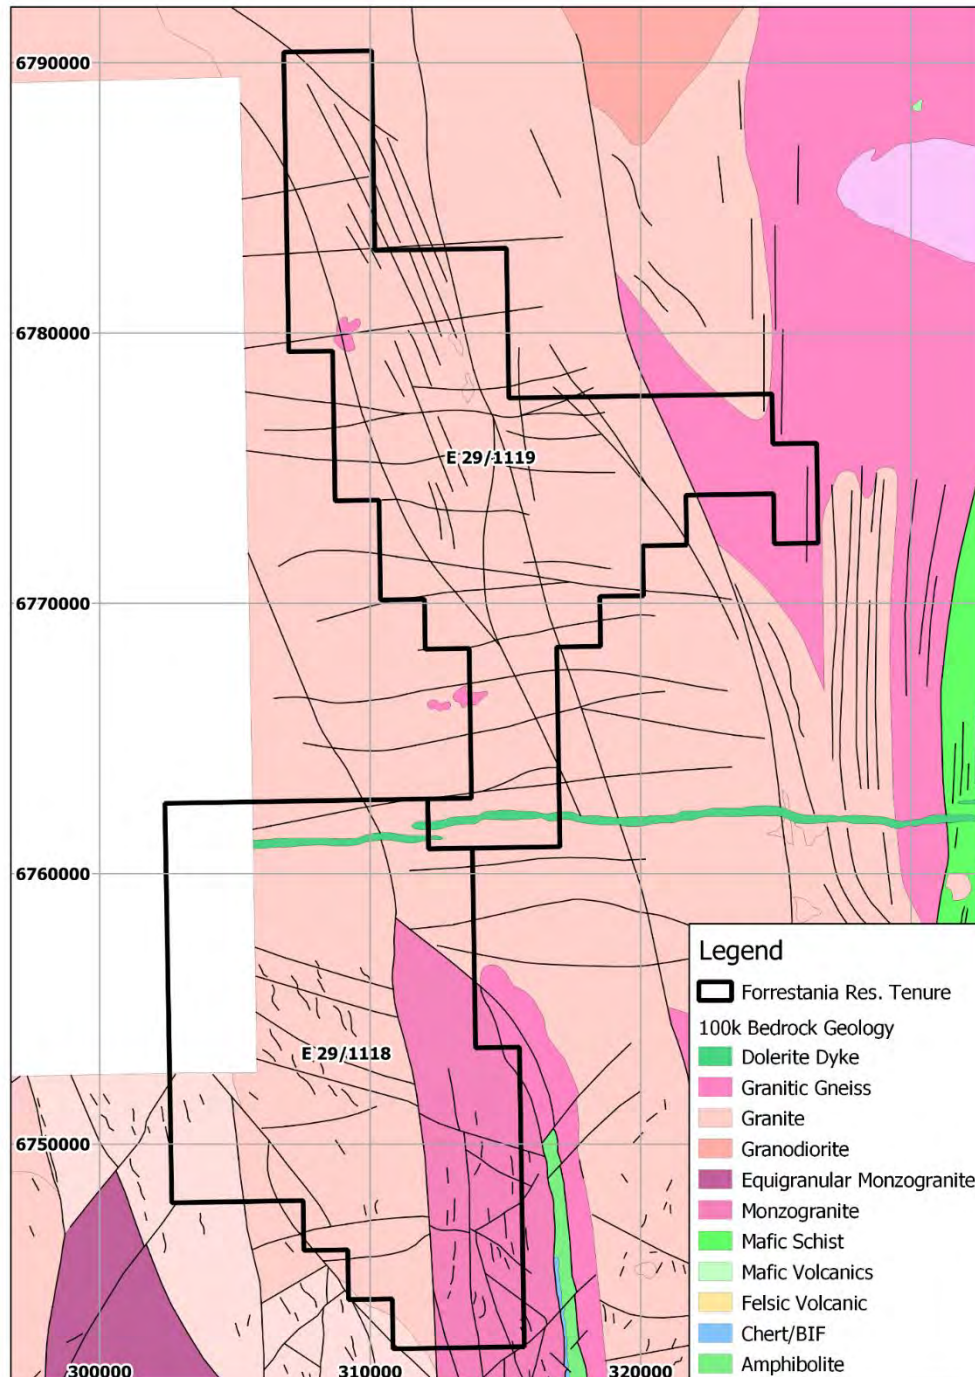 6790000
6780000
E 29/1119
6770000
6760000
E 29/1118
6750000
300000
310000
320000
Legend
Forrestania Res. Tenure
100k Bedrock Geology
Dolerite Dyke
Granitic Gneiss
Granite
Granodiorite
Equigranular Monzogranite
Monzogranite
Mafic Schist
Mafic Volcanics
Felsic Volcanic
Chert/BIF
Amphibolite